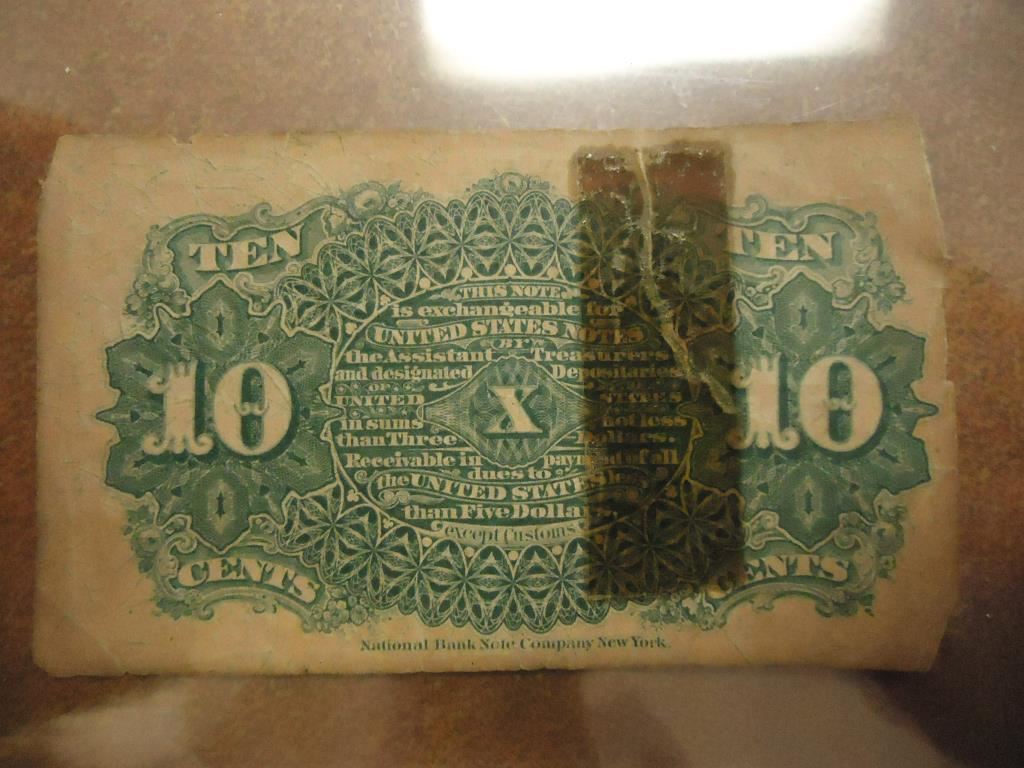 TEN TEN
THIS NOTE
is exchangeable for
UNITED STATES NOTES
BY
the Assistant Treasurers
and designated Depositaries
OF
UNITED STATES
in sums not less
than Three Dollars.
10 X 10
Receivable in payment of all
dues to
the UNITED STATES less
than Five Dollars,
except Customs
CENTS CENTS
National Bank Note Company New York.